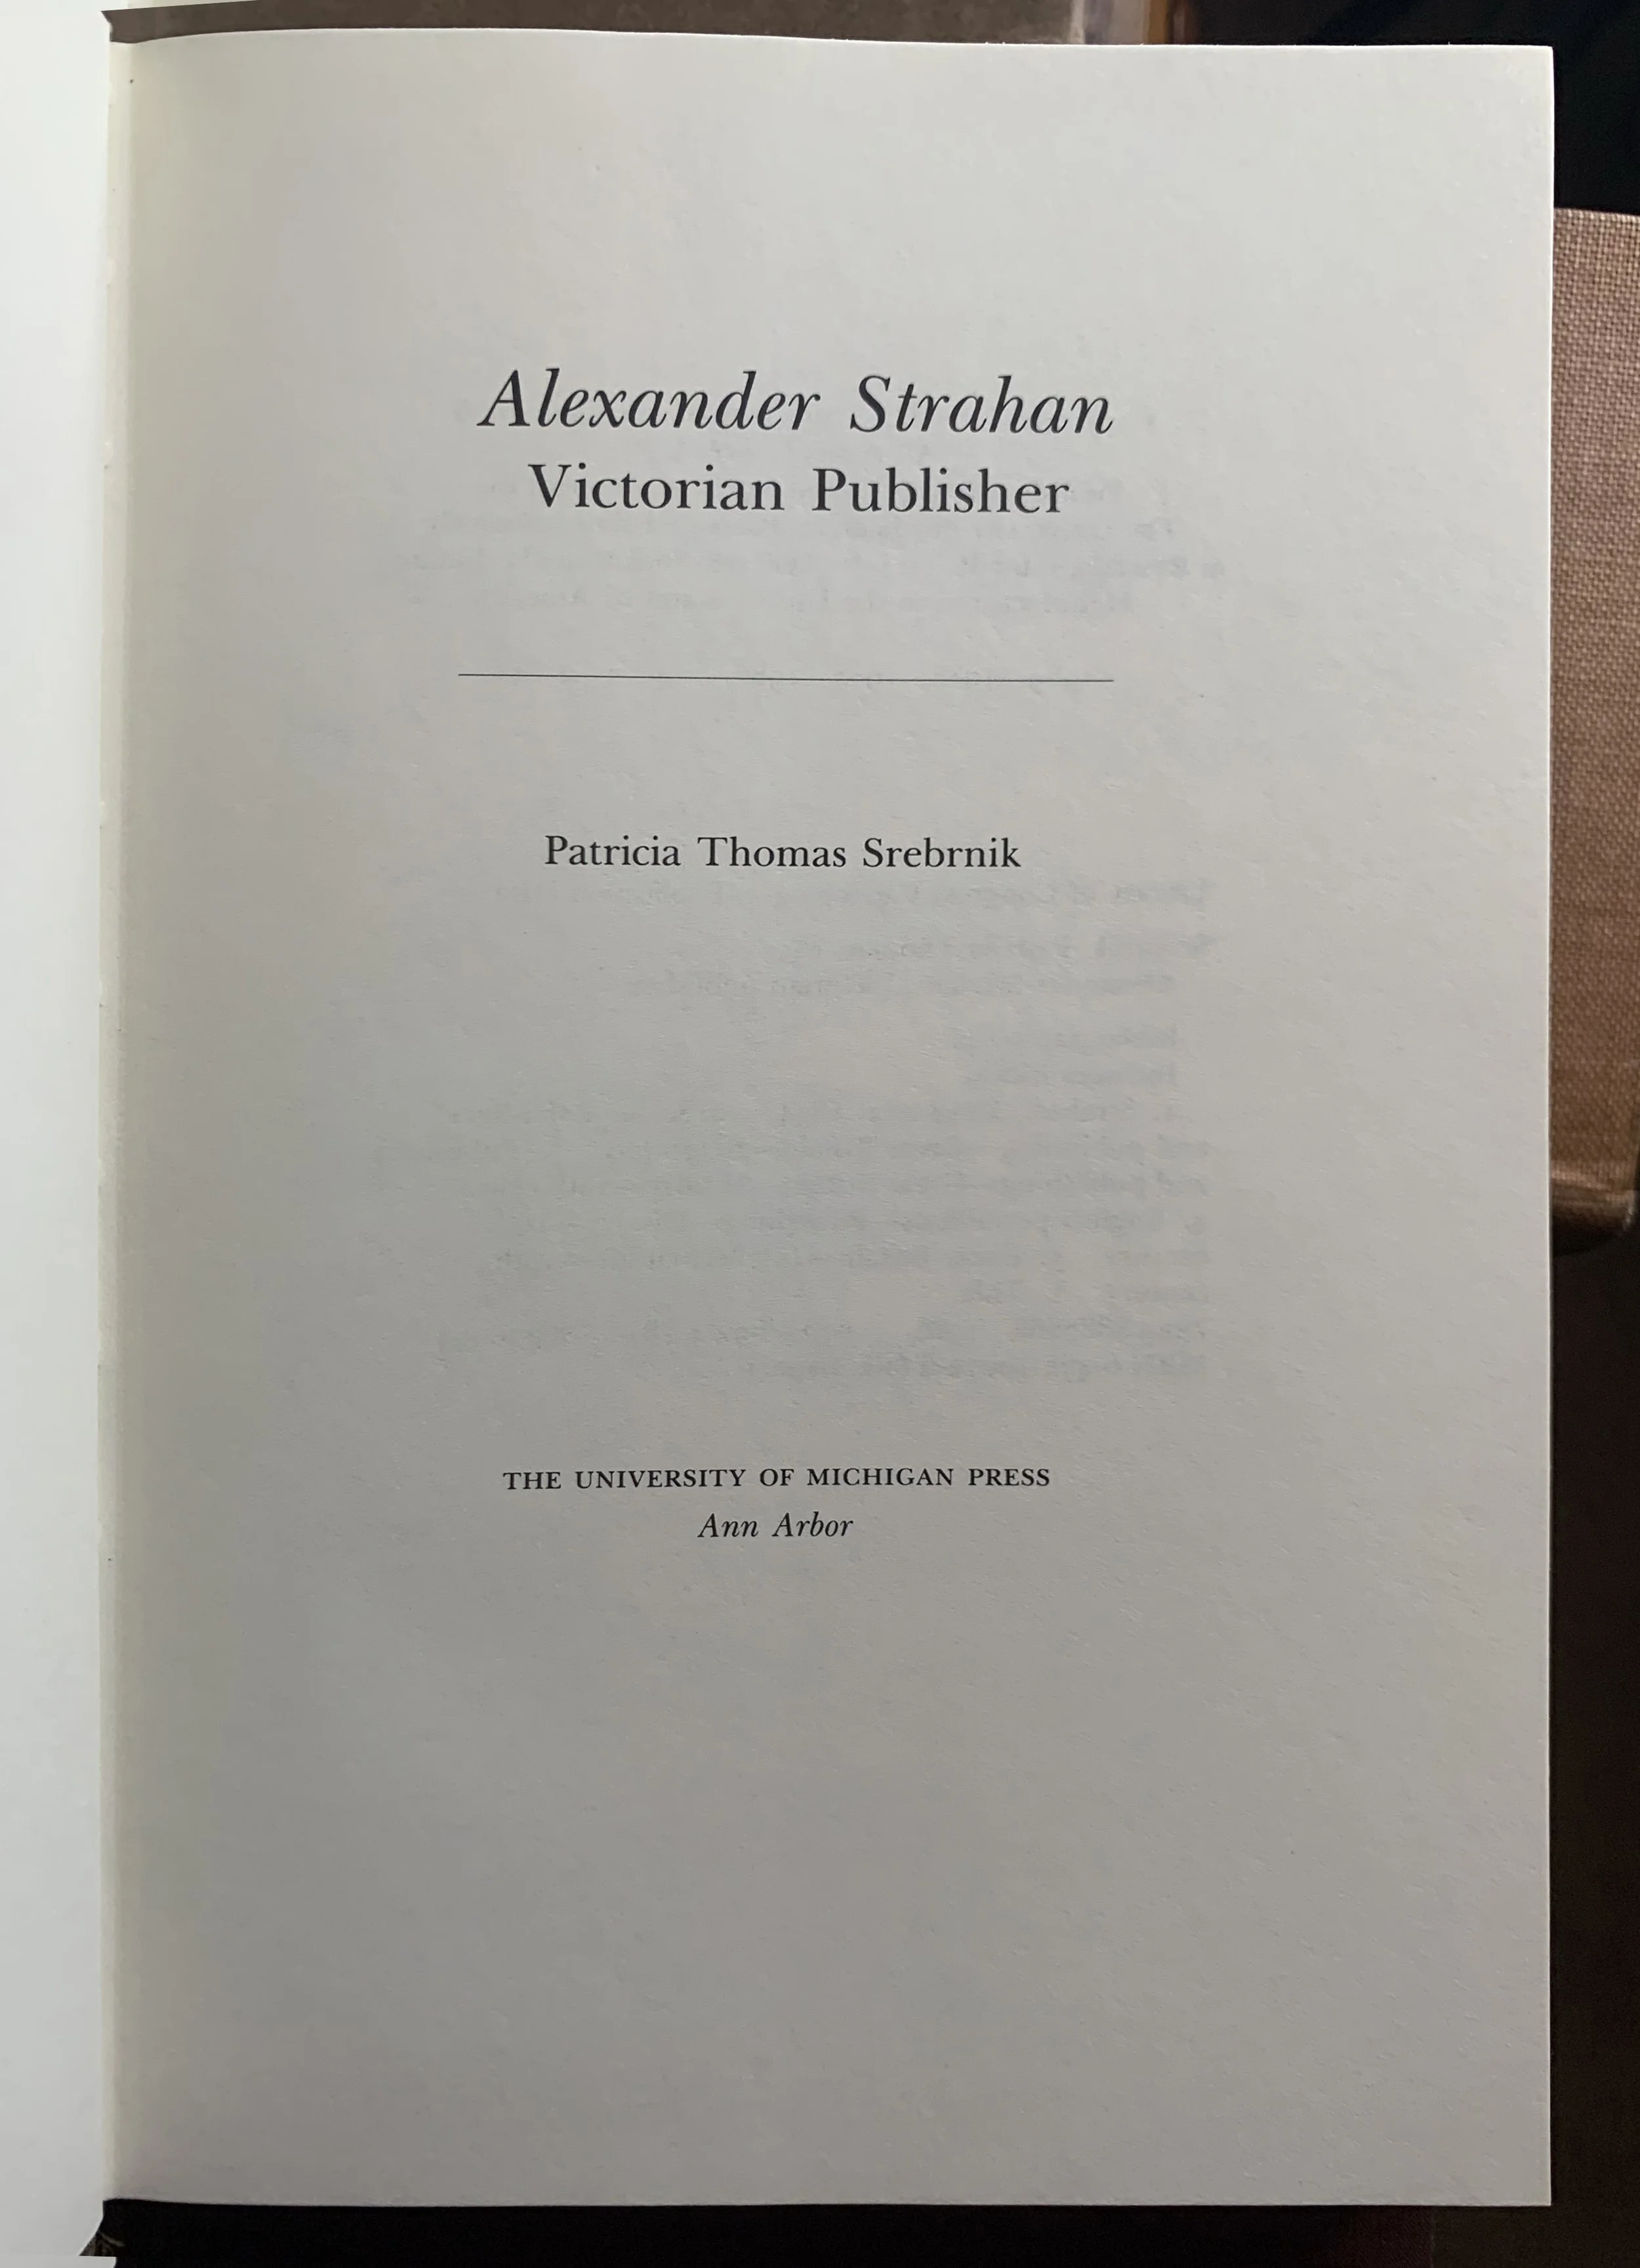 Alexander Strahan
Victorian Publisher
Patricia Thomas Srebrnik
THE UNIVERSITY OF MICHIGAN PRESS
Ann Arbor